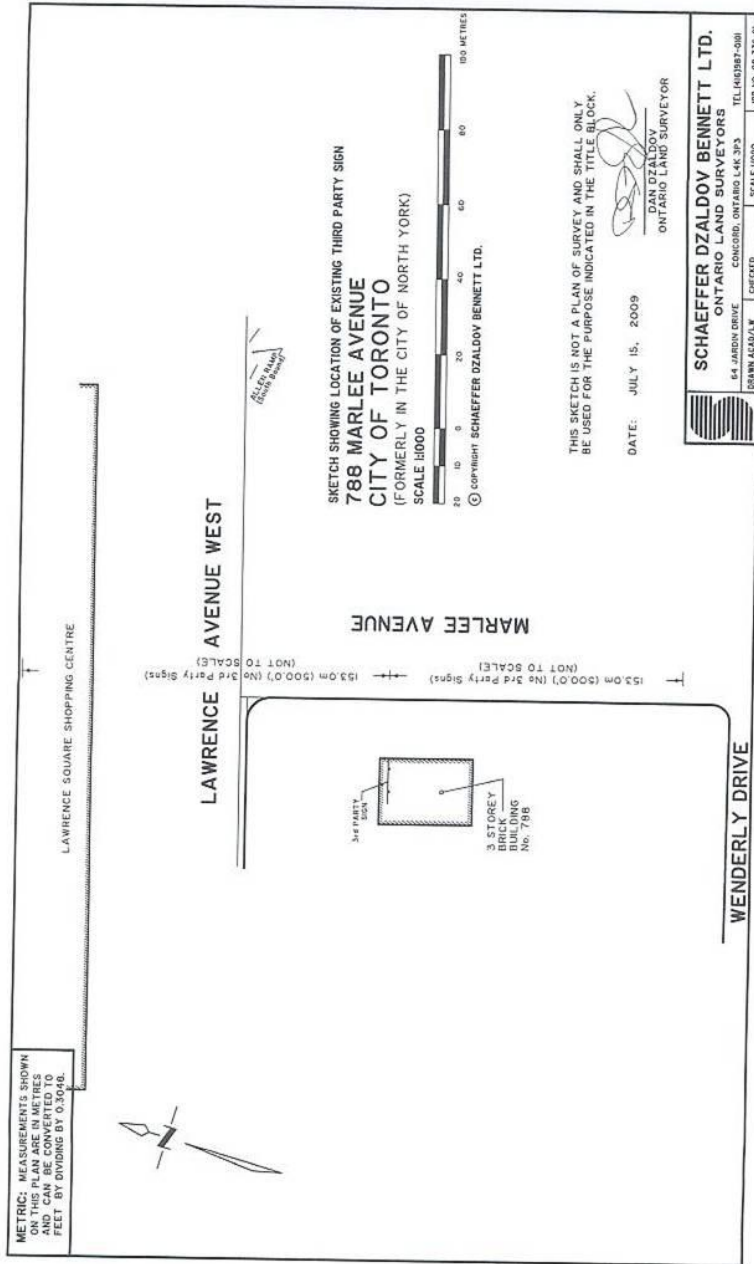 METRIC: MEASUREMENTS SHOWN
ON THIS PLAN ARE IN METRES
AND CAN BE CONVERTED TO
FEET BY DIVIDING BY 0.3048.
LAWRENCE SQUARE SHOPPING CENTRE
LAWRENCE AVENUE WEST
ALLEN RAMP
(South Bound)
153.0m (500.0') (No 3rd Party Signs)
(NOT TO SCALE)
153.0m (500.0') (No 3rd Party Signs)
(NOT TO SCALE)
MARLEE AVENUE
3rd PARTY
SIGN
3 STOREY
BRICK
BUILDING
No. 788
WENDERLY DRIVE
SKETCH SHOWING LOCATION OF EXISTING THIRD PARTY SIGN
788 MARLEE AVENUE
CITY OF TORONTO
(FORMERLY IN THE CITY OF NORTH YORK)
SCALE 1:1000
20 10 0 20 40 60 80 100 METRES
© COPYRIGHT SCHAEFFER DZALDOV BENNETT LTD.
THIS SKETCH IS NOT A PLAN OF SURVEY AND SHALL ONLY
BE USED FOR THE PURPOSE INDICATED IN THE TITLE BLOCK.
DATE: JULY 15, 2009
DAN DZALDOV
ONTARIO LAND SURVEYOR
SCHAEFFER DZALDOV BENNETT LTD.
ONTARIO LAND SURVEYORS
64 JARDIN DRIVE CONCORD, ONTARIO L4K 3P3 TEL.(416)987-0101
DRAWN CHECKED SCALE 1:1000